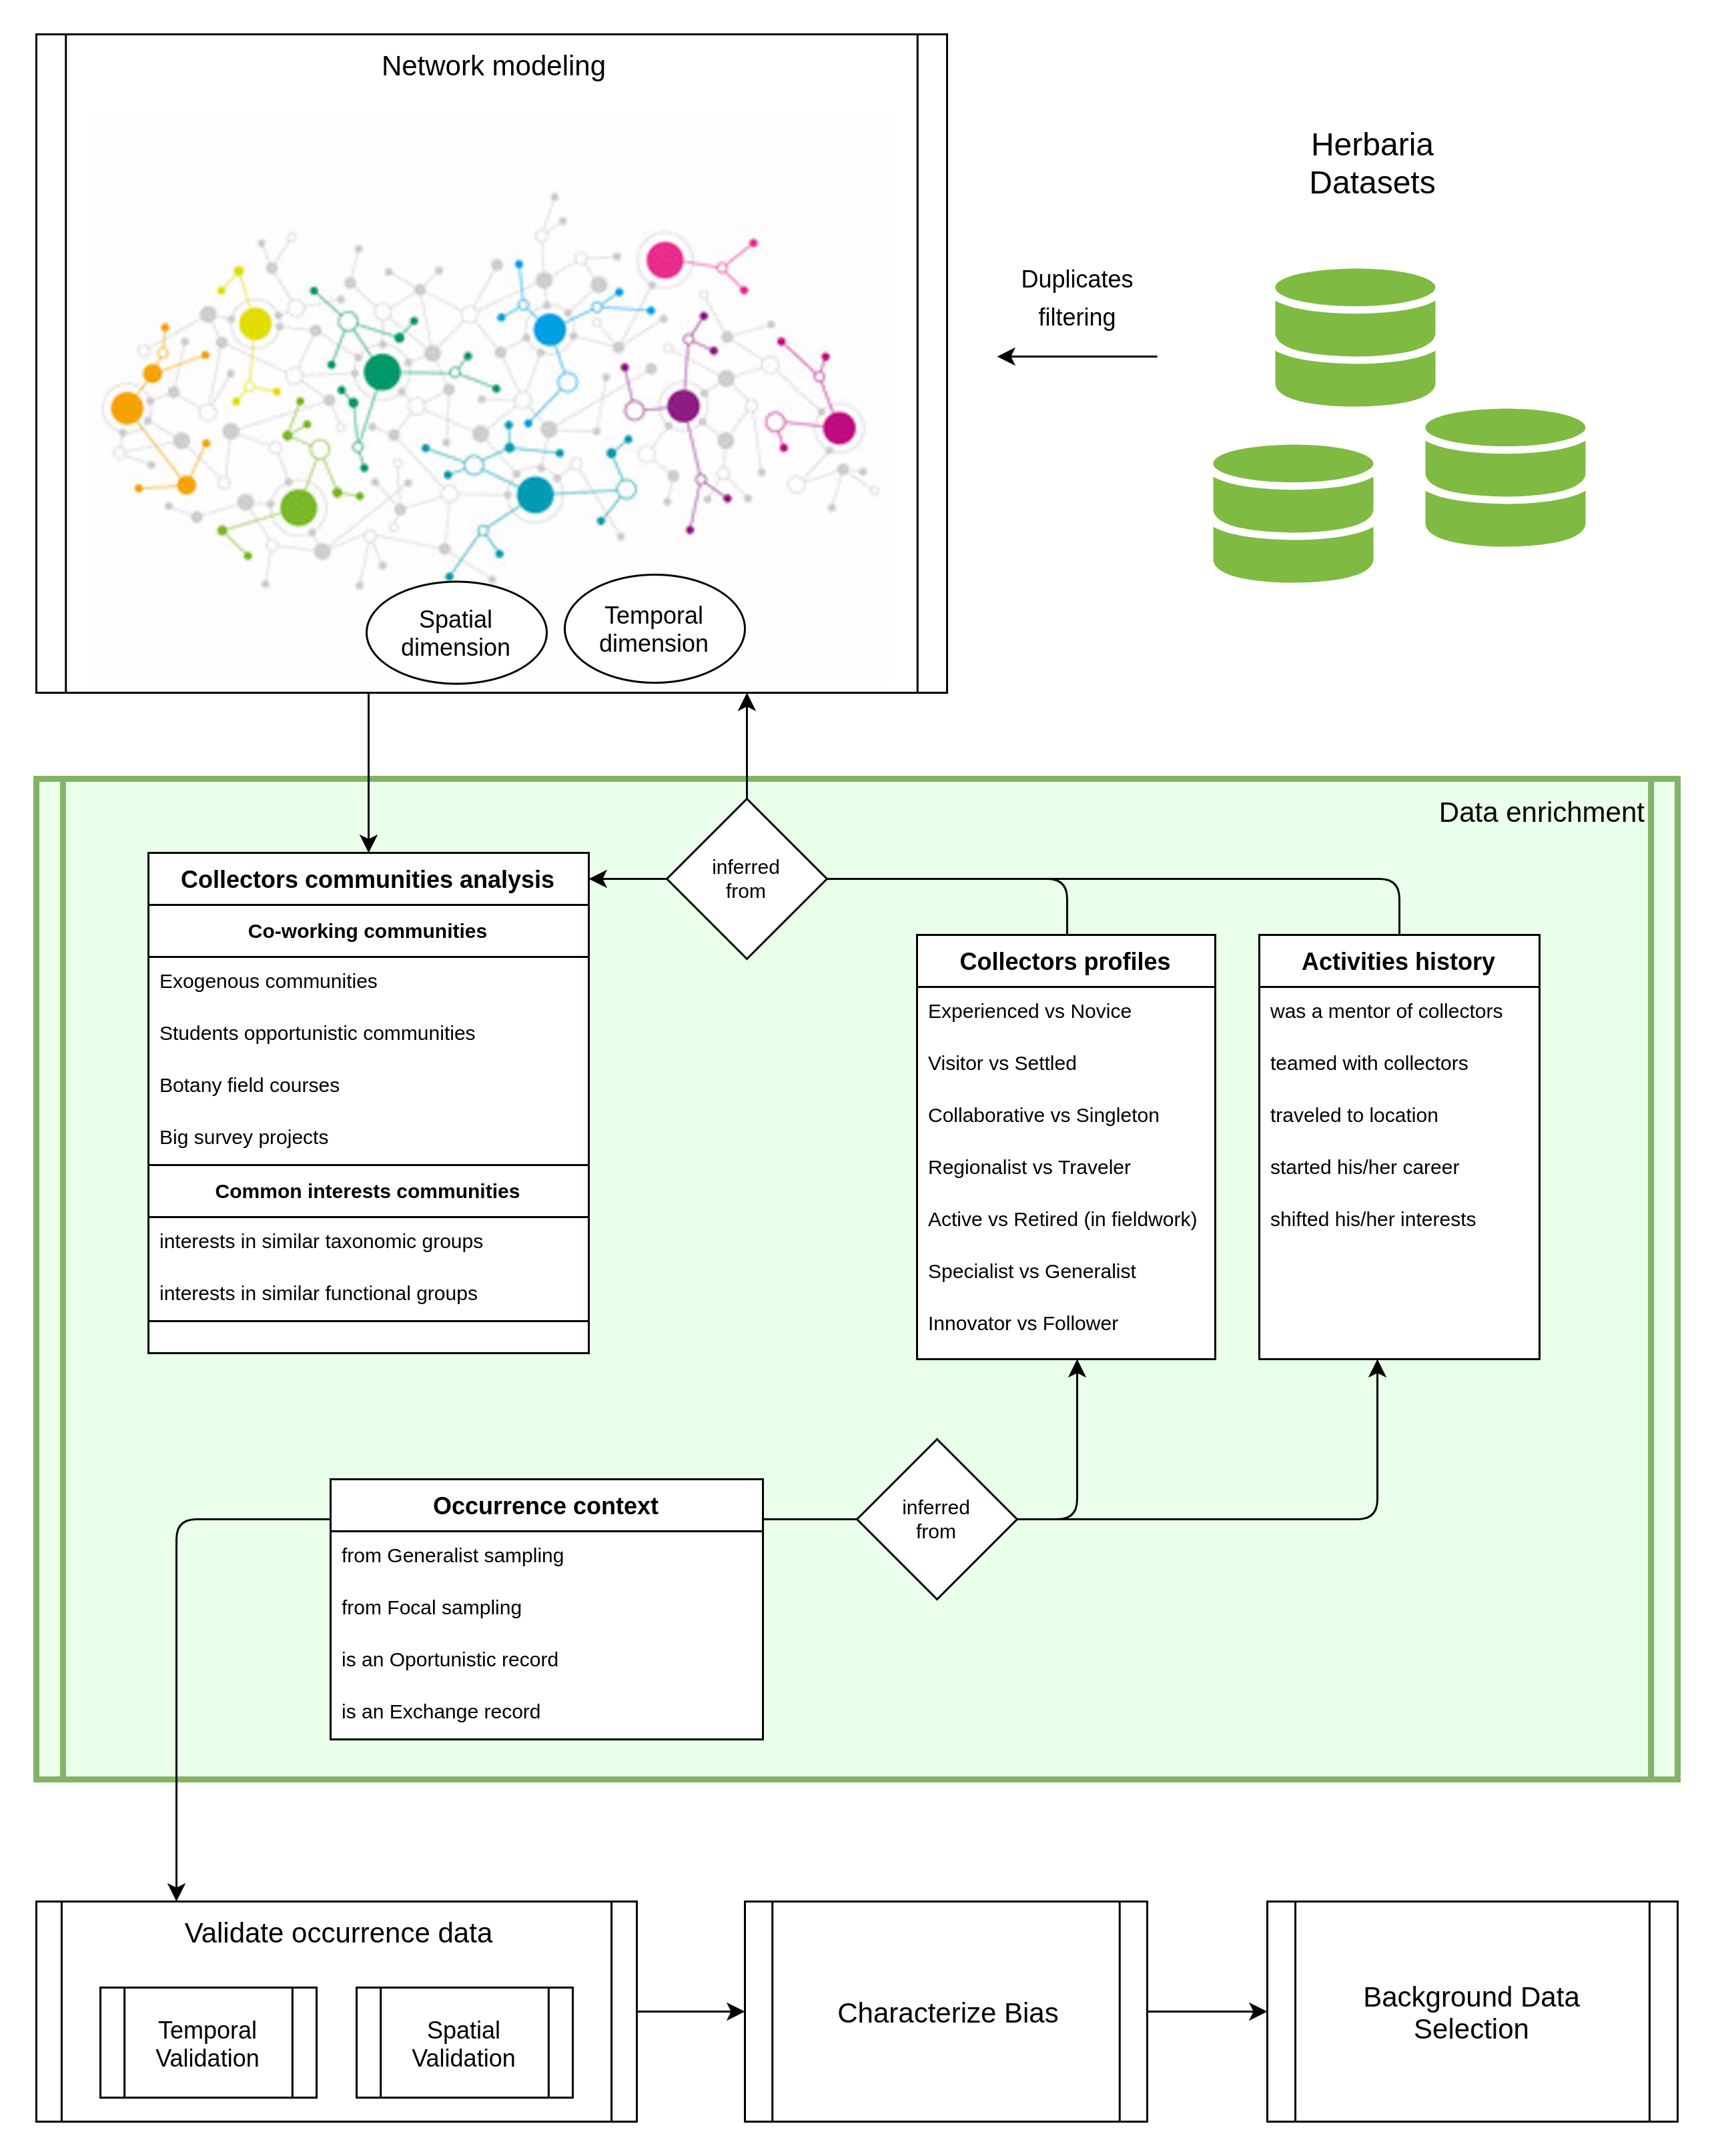 Network modeling
Herbaria
Datasets
Duplicates
filtering
Spatial
dimension
Temporal
dimension
Data enrichment
inferred
from
Collectors communities analysis
Co-working communities
Exogenous communities
Students opportunistic communities
Botany field courses
Big survey projects
Common interests communities
interests in similar taxonomic groups
interests in similar functional groups
Collectors profiles
Experienced vs Novice
Visitor vs Settled
Collaborative vs Singleton
Regionalist vs Traveler
Active vs Retired (in fieldwork)
Specialist vs Generalist
Innovator vs Follower
Activities history
was a mentor of collectors
teamed with collectors
traveled to location
started his/her career
shifted his/her interests
Occurrence context
from Generalist sampling
from Focal sampling
is an Oportunistic record
is an Exchange record
inferred
from
Validate occurrence data
Temporal
Validation
Spatial
Validation
Characterize Bias
Background Data
Selection